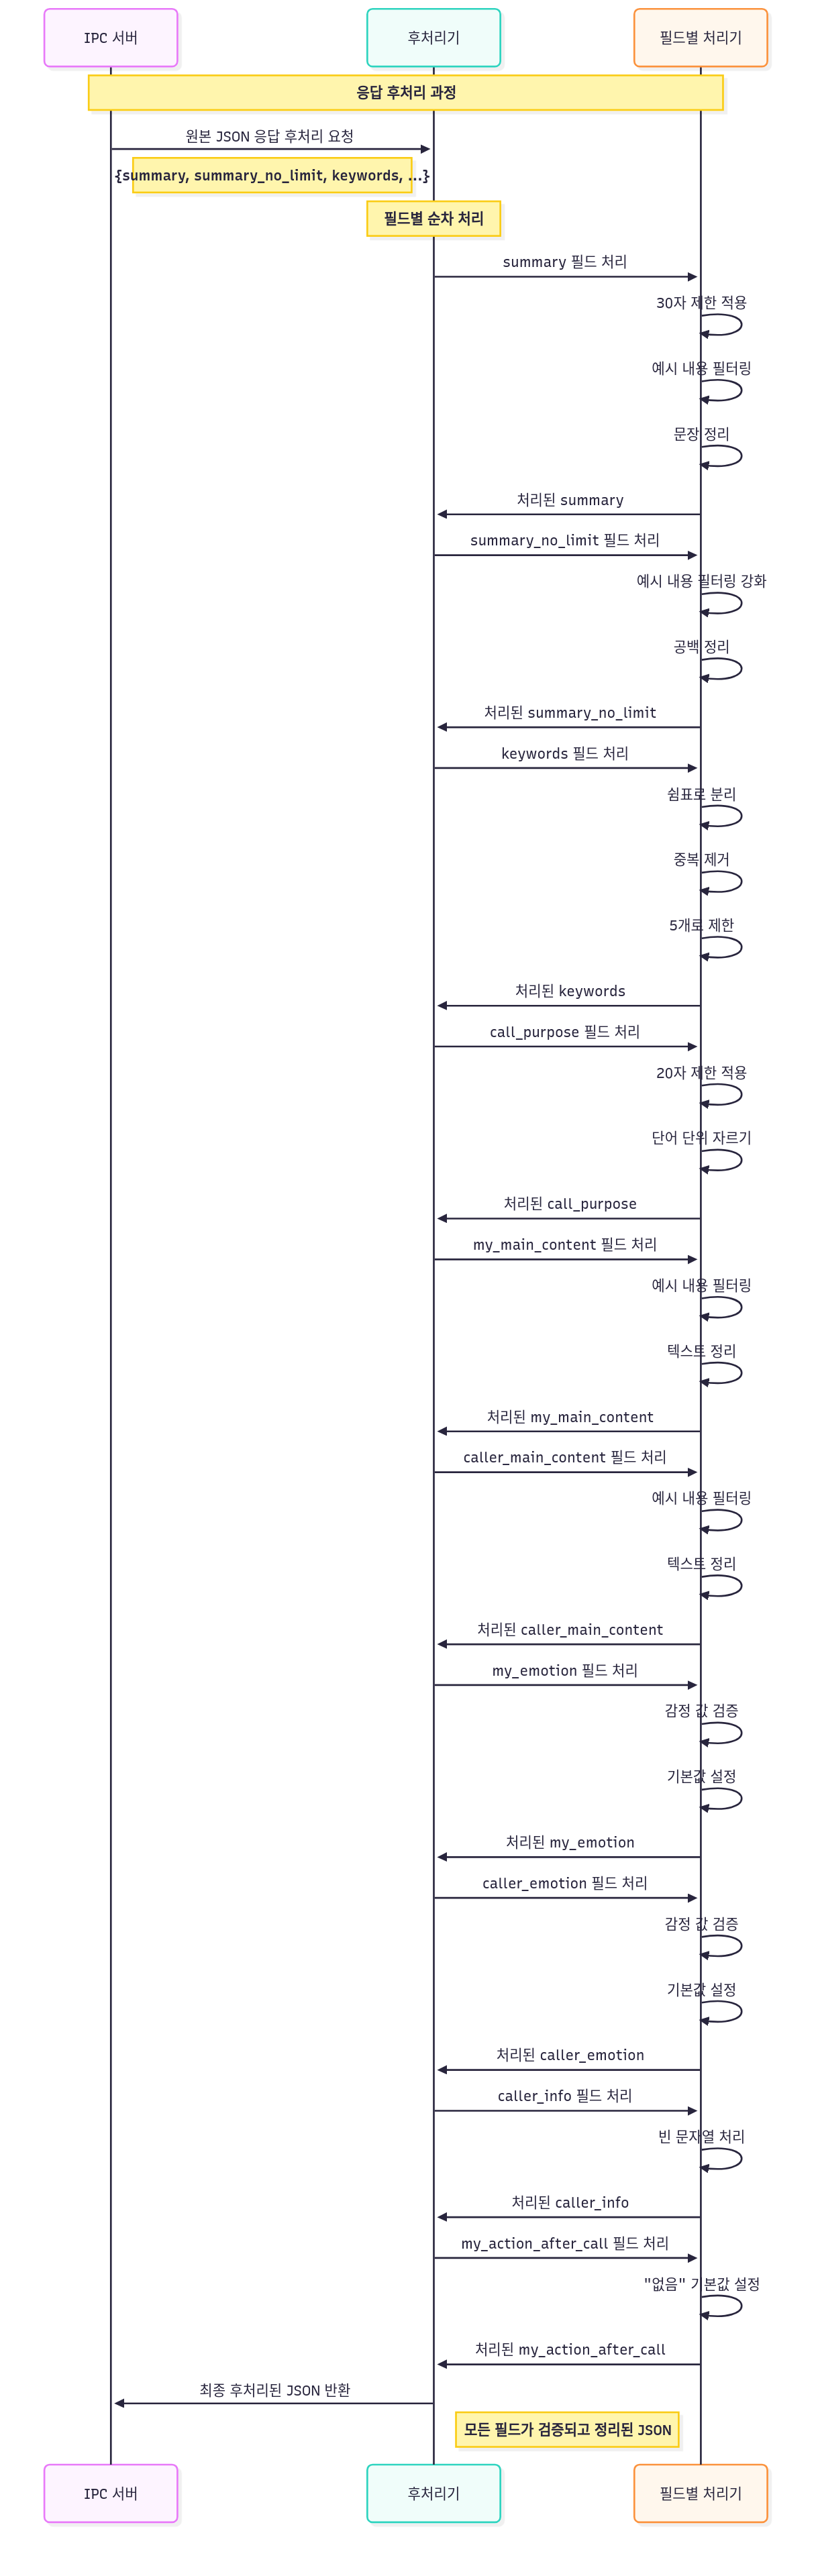 IPC 서버
후처리기
필드별 처리기
응답 후처리 과정
원본 JSON 응답 후처리 요청
{summary, summary_no_limit, keywords, ...}
필드별 순차 처리
summary 필드 처리
30자 제한 적용
예시 내용 필터링
문장 정리
처리된 summary
summary_no_limit 필드 처리
예시 내용 필터링 강화
공백 정리
처리된 summary_no_limit
keywords 필드 처리
쉼표로 분리
중복 제거
5개로 제한
처리된 keywords
call_purpose 필드 처리
20자 제한 적용
단어 단위 자르기
처리된 call_purpose
my_main_content 필드 처리
예시 내용 필터링
텍스트 정리
처리된 my_main_content
caller_main_content 필드 처리
예시 내용 필터링
텍스트 정리
처리된 caller_main_content
my_emotion 필드 처리
감정 값 검증
기본값 설정
처리된 my_emotion
caller_emotion 필드 처리
감정 값 검증
기본값 설정
처리된 caller_emotion
caller_info 필드 처리
빈 문자열 처리
처리된 caller_info
my_action_after_call 필드 처리
"없음" 기본값 설정
처리된 my_action_after_call
최종 후처리된 JSON 반환
모든 필드가 검증되고 정리된 JSON
IPC 서버
후처리기
필드별 처리기